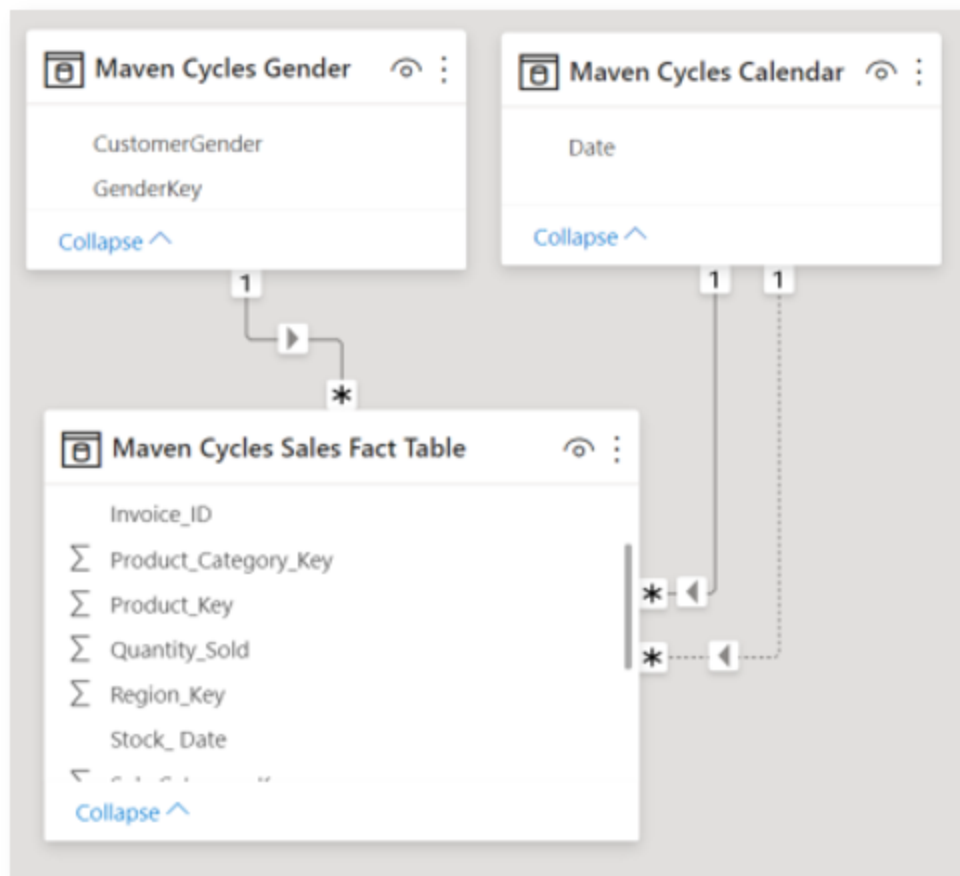 Maven Cycles Gender
CustomerGender
GenderKey
Collapse
1
Maven Cycles Calendar
Date
Collapse
1 1
*
Maven Cycles Sales Fact Table
Invoice_ID
Σ Product_Category_Key
Σ Product_Key
Σ Quantity_Sold
Σ Region_Key
Stock_ Date
Collapse
*
*